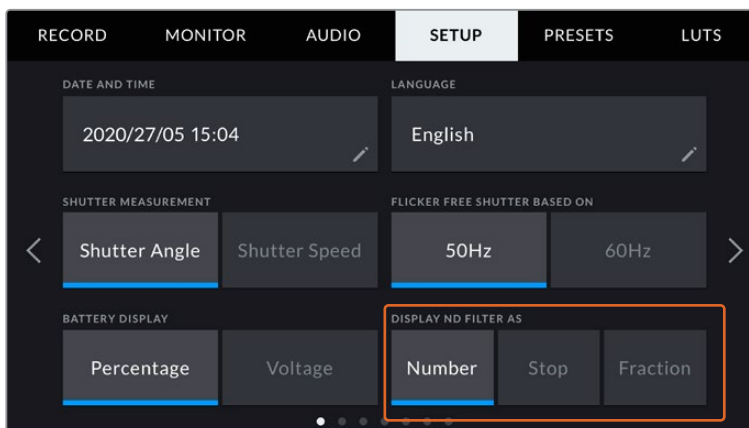 RECORD MONITOR AUDIO SETUP PRESETS LUTS
DATE AND TIME LANGUAGE
2020/27/05 15:04 English
SHUTTER MEASUREMENT FLICKER FREE SHUTTER BASED ON
Shutter Angle Shutter Speed 50Hz 60Hz
BATTERY DISPLAY DISPLAY ND FILTER AS
Percentage Voltage Number Stop Fraction